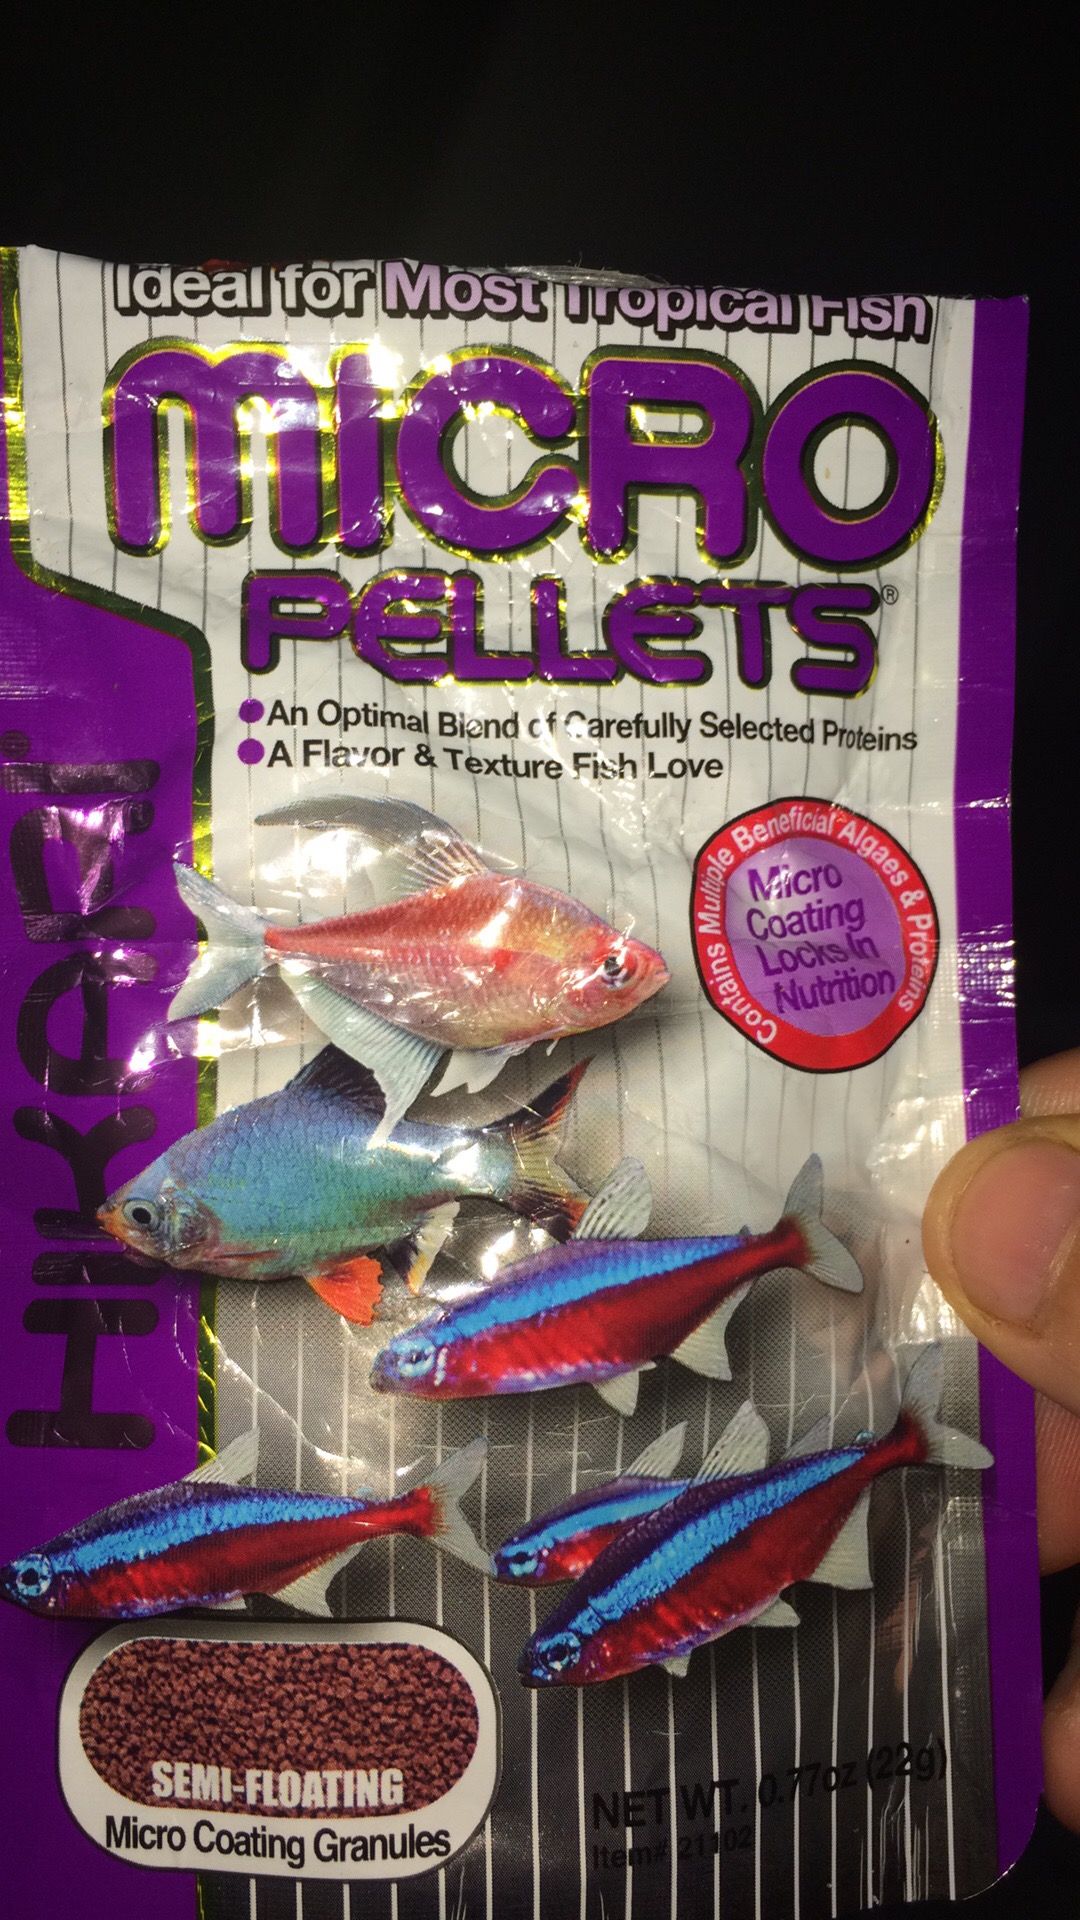 Ideal for Most Tropical Fish
MICRO
PELLETS®
An Optimal Blend of Carefully Selected Proteins
A Flavor & Texture Fish Love
HIKARI
Contains Multiple Beneficial Algaes & Proteins
Micro
Coating
Locks In
Nutrition
SEMI-FLOATING
Micro Coating Granules
NET WT. 0.77oz (22g)
Item# 21102